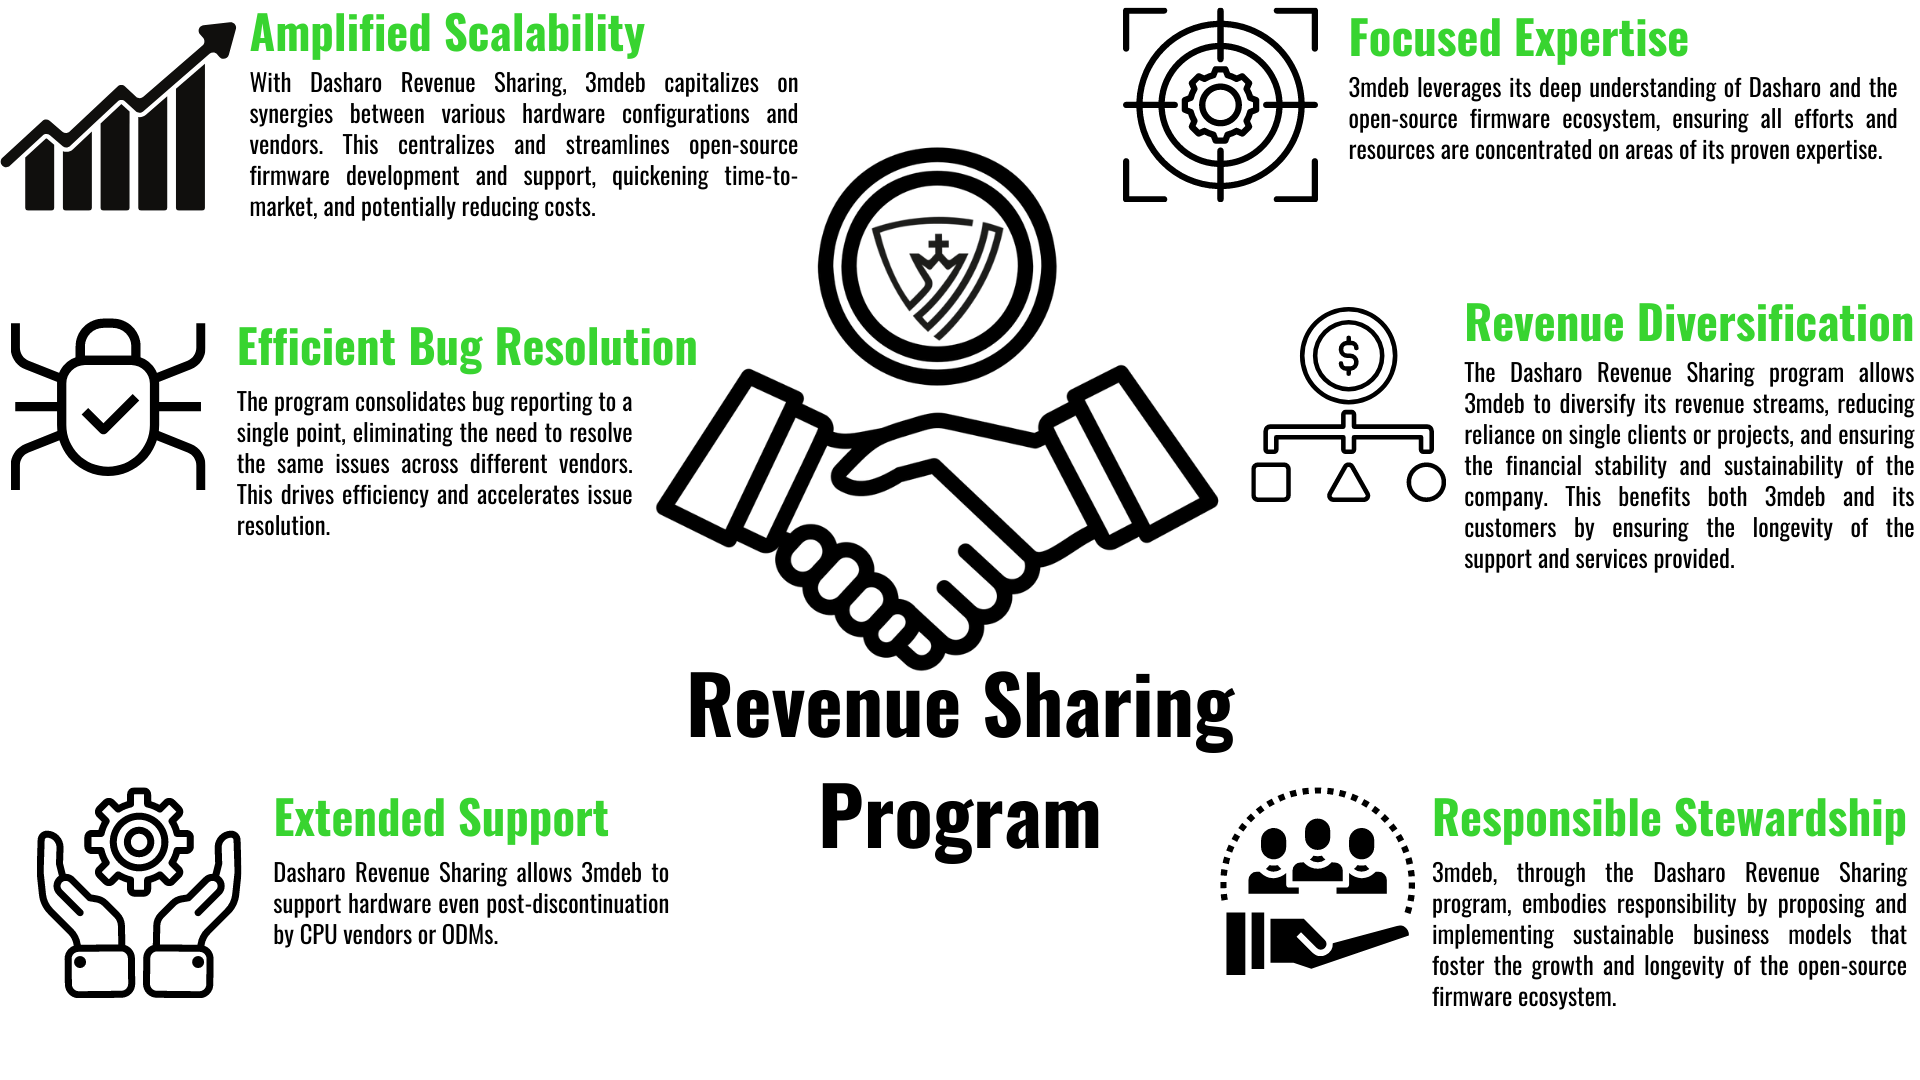 Amplified Scalability
With Dasharo Revenue Sharing, 3mdeb capitalizes on
synergies between various hardware configurations and
vendors. This centralizes and streamlines open-source
firmware development and support, quickening time-to-
market, and potentially reducing costs.
Efficient Bug Resolution
The program consolidates bug reporting to a
single point, eliminating the need to resolve
the same issues across different vendors.
This drives efficiency and accelerates issue
resolution.
Extended Support
Dasharo Revenue Sharing allows 3mdeb to
support hardware even post-discontinuation
by CPU vendors or ODMs.
Revenue Sharing
Program
Focused Expertise
3mdeb leverages its deep understanding of Dasharo and the
open-source firmware ecosystem, ensuring all efforts and
resources are concentrated on areas of its proven expertise.
$
Revenue Diversification
The Dasharo Revenue Sharing program allows
3mdeb to diversify its revenue streams, reducing
reliance on single clients or projects, and ensuring
the financial stability and sustainability of the
company. This benefits both 3mdeb and its
customers by ensuring the longevity of the
support and services provided.
Responsible Stewardship
3mdeb, through the Dasharo Revenue Sharing
program, embodies responsibility by proposing and
implementing sustainable business models that
foster the growth and longevity of the open-source
firmware ecosystem.